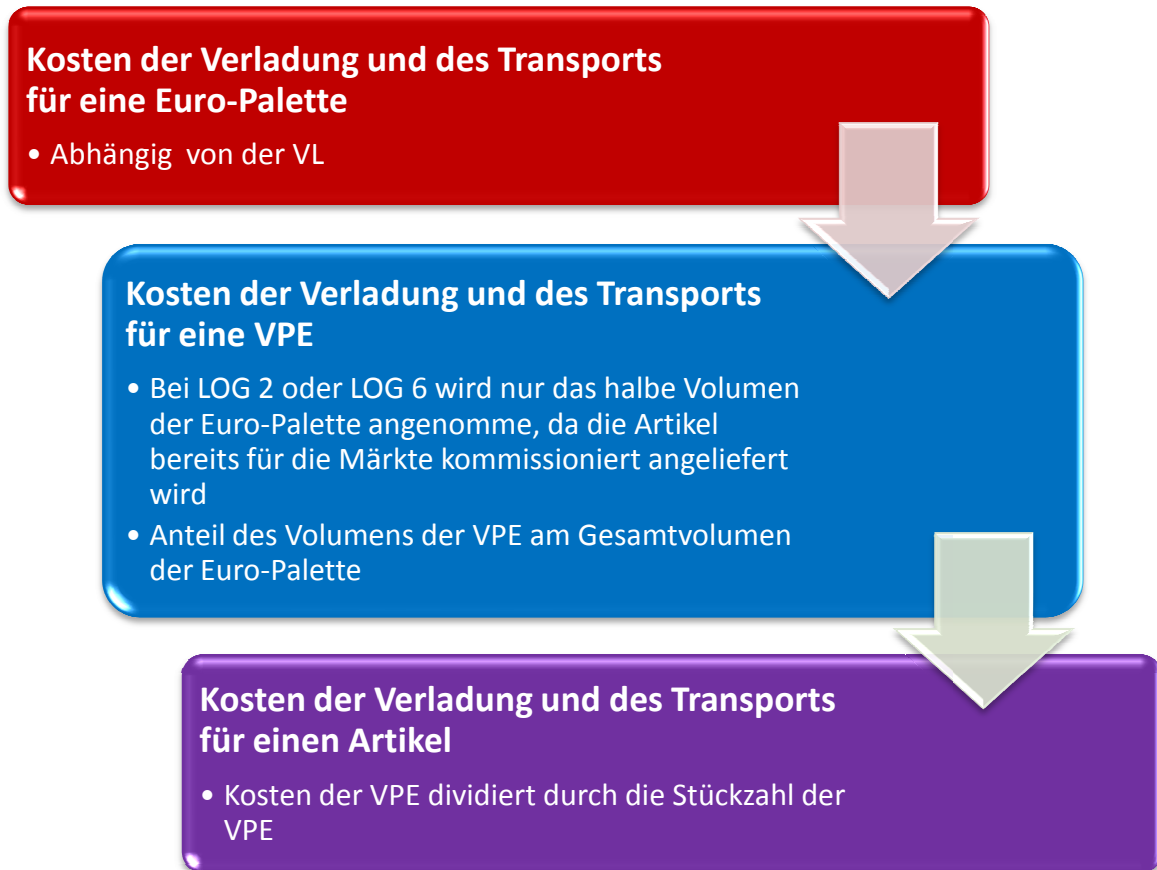 Kosten der Verladung und des Transports
für eine Euro-Palette
• Abhängig von der VL
Kosten der Verladung und des Transports
für eine VPE
• Bei LOG 2 oder LOG 6 wird nur das halbe Volumen
der Euro-Palette angenomme, da die Artikel
bereits für die Märkte kommissioniert angeliefert
wird
• Anteil des Volumens der VPE am Gesamtvolumen
der Euro-Palette
Kosten der Verladung und des Transports
für einen Artikel
• Kosten der VPE dividiert durch die Stückzahl der
VPE